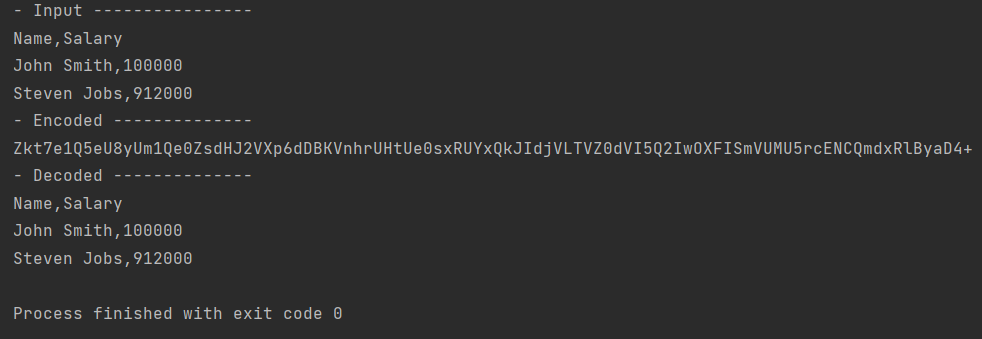 - Input ----------------
Name,Salary
John Smith,100000
Steven Jobs,912000
- Encoded --------------
Zkt7e1Q5eU8yUm1Qe0ZsdHJ2VXp6dDBKVnhrUHtUe0sxRUYxQkJIdjVLTVZ0dVI5Q2IwOXFISmVUMU5rcENCQmdxRlByaD4+
- Decoded --------------
Name,Salary
John Smith,100000
Steven Jobs,912000
Process finished with exit code 0